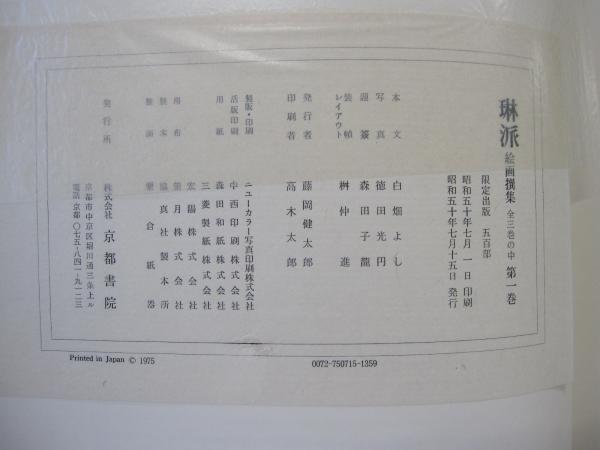 琳派 絵画撰集 全三巻の中 第一巻
限定出版 五百部
昭和五十年七月一日 印刷
昭和五十年七月十五日 発行
本文 白畑よし
写真 徳田光円
題簽 森田子龍
装幀 レイアウト 桝仲進
発行者 藤岡健太郎
印刷者 高木太郎
製版・印刷 ニューカラー写真印刷株式会社
活版印刷 中西印刷株式会社
用紙 森田和紙株式会社
三菱製紙株式会社
宏陽株式会社
用布 望月株式会社
製本 協真社製本所
製函 倉紙器
発行所 株式会社 京都書院
京都市中京区堀川通三条上ル
電話 〇七五-八四一-九一二三
Printed in Japan © 1975
0072-750715-1359